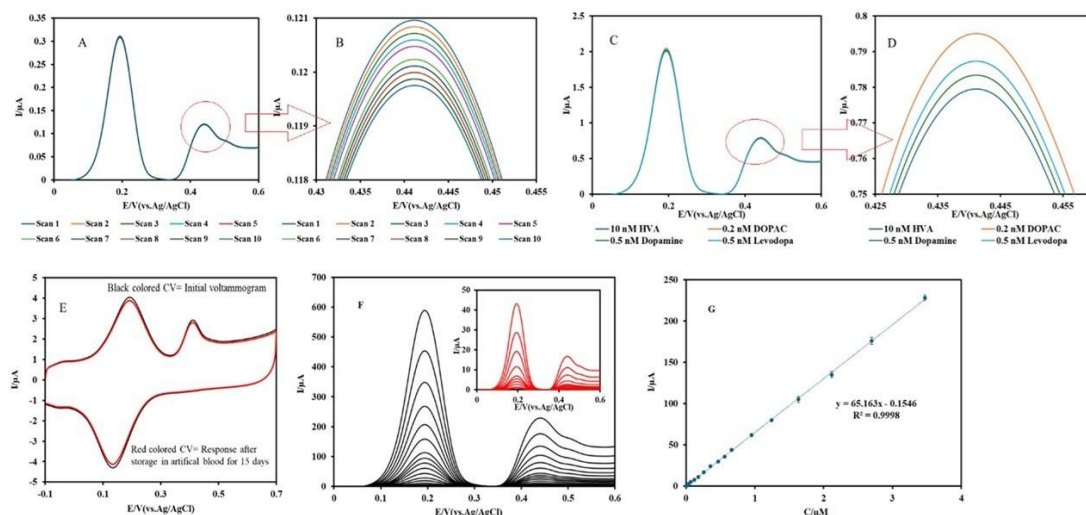 A
I/µA
0.35
0.3
0.25
0.2
0.15
0.1
0.05
0
0 0.2 0.4 0.6
E/V(vs.Ag/AgCl)
Scan 1 Scan 2 Scan 3 Scan 4 Scan 5
Scan 6 Scan 7 Scan 8 Scan 9 Scan 10
B
I/µA
0.121
0.12
0.119
0.118
0.43 0.435 0.44 0.445 0.45 0.455
E/V(vs.Ag/AgCl)
Scan 1 Scan 2 Scan 3 Scan 4 Scan 5
Scan 6 Scan 7 Scan 8 Scan 9 Scan 10
C
I/µA
2.5
2
1.5
1
0.5
0
0 0.2 0.4 0.6
E/V(vs.Ag/AgCl)
10 nM HVA 0.2 nM DOPAC
0.5 nM Dopamine 0.5 nM Levodopa
D
I/µA
0.8
0.79
0.78
0.77
0.76
0.75
0.425 0.435 0.445 0.455
E/V(vs.Ag/AgCl)
10 nM HVA 0.2 nM DOPAC
0.5 nM Dopamine 0.5 nM Levodopa
E
Black colored CV= Initial voltammogram
I/µA
5
4
3
2
1
0
-1
-2
-3
-4
-5
Red colored CV= Response after
storage in artifical blood for 15 days
-0.1 0.1 0.3 0.5 0.7
E/V(vs.Ag/AgCl)
F
I/µA
700
600
500
400
300
200
100
0
0 0.1 0.2 0.3 0.4 0.5 0.6
E/V(vs.Ag/AgCl)
I/µA
50
40
30
20
10
0
0 0.2 0.4 0.6
E/V(vs.Ag/AgCl)
G
I/µA
250
200
150
100
50
0
y = 65.163x - 0.1546
R² = 0.9998
0 1 2 3 4
C/µM